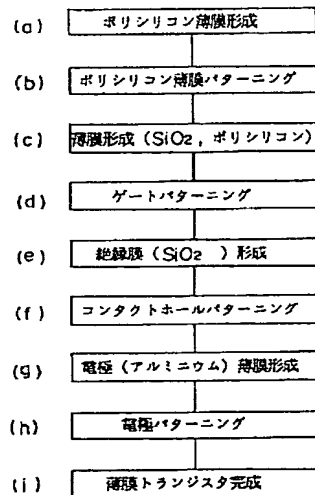 (a) ポリシリコン薄膜形成
(b) ポリシリコン薄膜パターニング
(c) 薄膜形成（SiO2，ポリシリコン）
(d) ゲートパターニング
(e) 絶縁膜（SiO2 ）形成
(f) コンタクトホールパターニング
(g) 電極（アルミニウム）薄膜形成
(h) 電極パターニング
(i) 薄膜トランジスタ完成